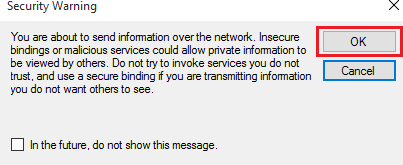 Security Warning
You are about to send information over the network. Insecure
bindings or malicious services could allow private information to
be viewed by others. Do not try to invoke services you do not
trust, and use a secure binding if you are transmitting information
you do not want others to see.
OK
Cancel
In the future, do not show this message.